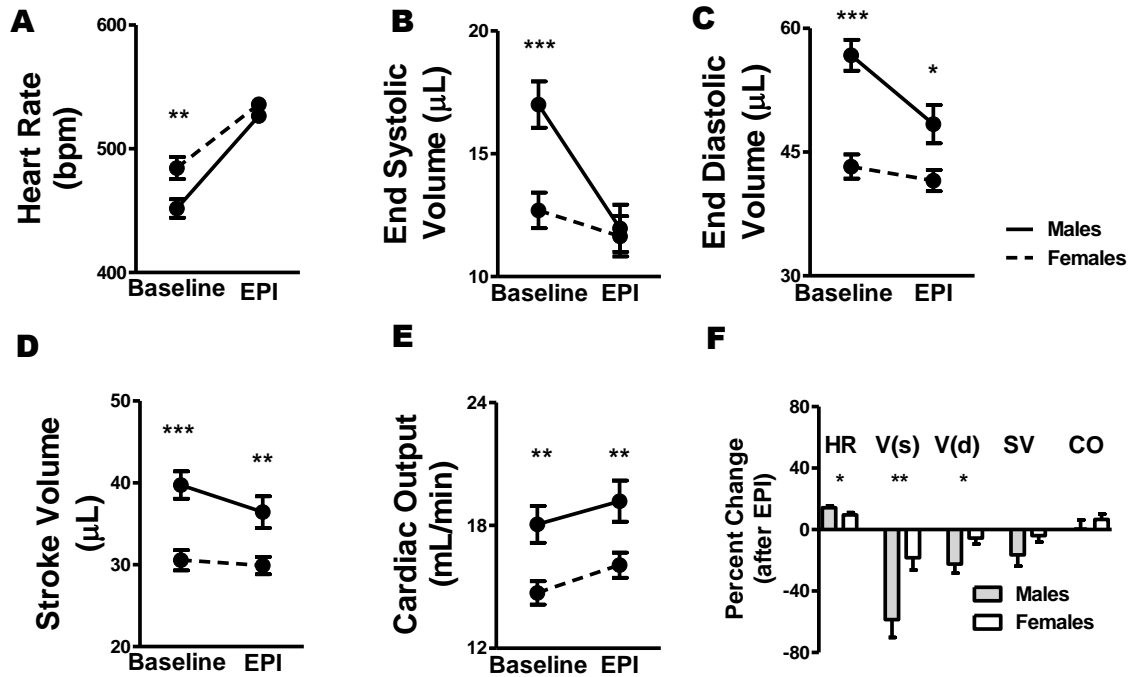 A
Heart Rate
(bpm)
600
500
400
**
Baseline
EPI
B
End Systolic
Volume (μL)
20
15
10
***
Baseline
EPI
C
End Diastolic
Volume (μL)
60
45
30
***
*
Baseline
EPI
Males
Females
D
Stroke Volume
(μL)
50
40
30
20
***
**
Baseline
EPI
E
Cardiac Output
(mL/min)
24
18
12
**
**
Baseline
EPI
F
Percent Change
(after EPI)
80
40
0
-40
-80
HR V(s) V(d) SV CO
* ** *
Males
Females